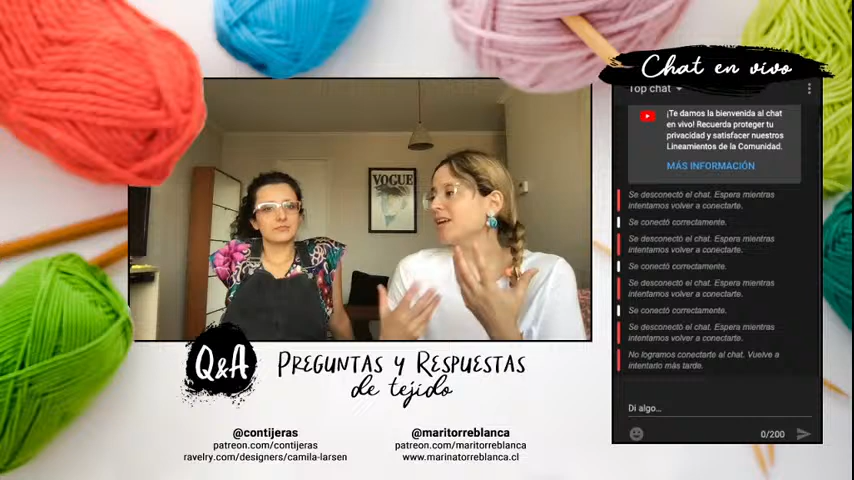 Chat en vivo
Top chat
¡Te damos la bienvenida al chat
en vivo! Recuerda proteger tu
privacidad y satisfacer nuestros
Lineamientos de la Comunidad.
MÁS INFORMACIÓN
Se desconectó el chat. Espera mientras
intentamos volver a conectarte.
Se conectó correctamente.
Se desconectó el chat. Espera mientras
intentamos volver a conectarte.
Se conectó correctamente.
Se desconectó el chat. Espera mientras
intentamos volver a conectarte.
Se conectó correctamente.
Se desconectó el chat. Espera mientras
intentamos volver a conectarte.
No logramos conectarte al chat. Vuelve a
intentarlo más tarde.
Di algo...
0/200
VOGUE
Q&A
PREGUNTAS Y RESPUESTAS
de tejido
@contijeras
patreon.com/contijeras
ravelry.com/designers/camila-larsen
@maritorreblanca
patreon.com/maritorreblanca
www.marinatorreblanca.cl